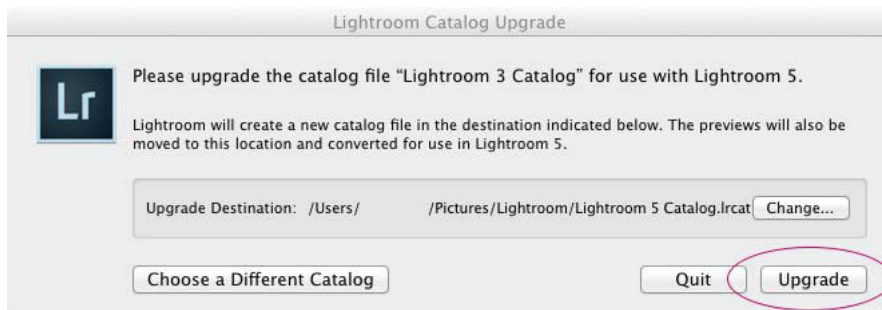 Lightroom Catalog Upgrade
Lr
Please upgrade the catalog file “Lightroom 3 Catalog” for use with Lightroom 5.
Lightroom will create a new catalog file in the destination indicated below. The previews will also be
moved to this location and converted for use in Lightroom 5.
Upgrade Destination: /Users/ /Pictures/Lightroom/Lightroom 5 Catalog.lrcat Change...
Choose a Different Catalog Quit Upgrade